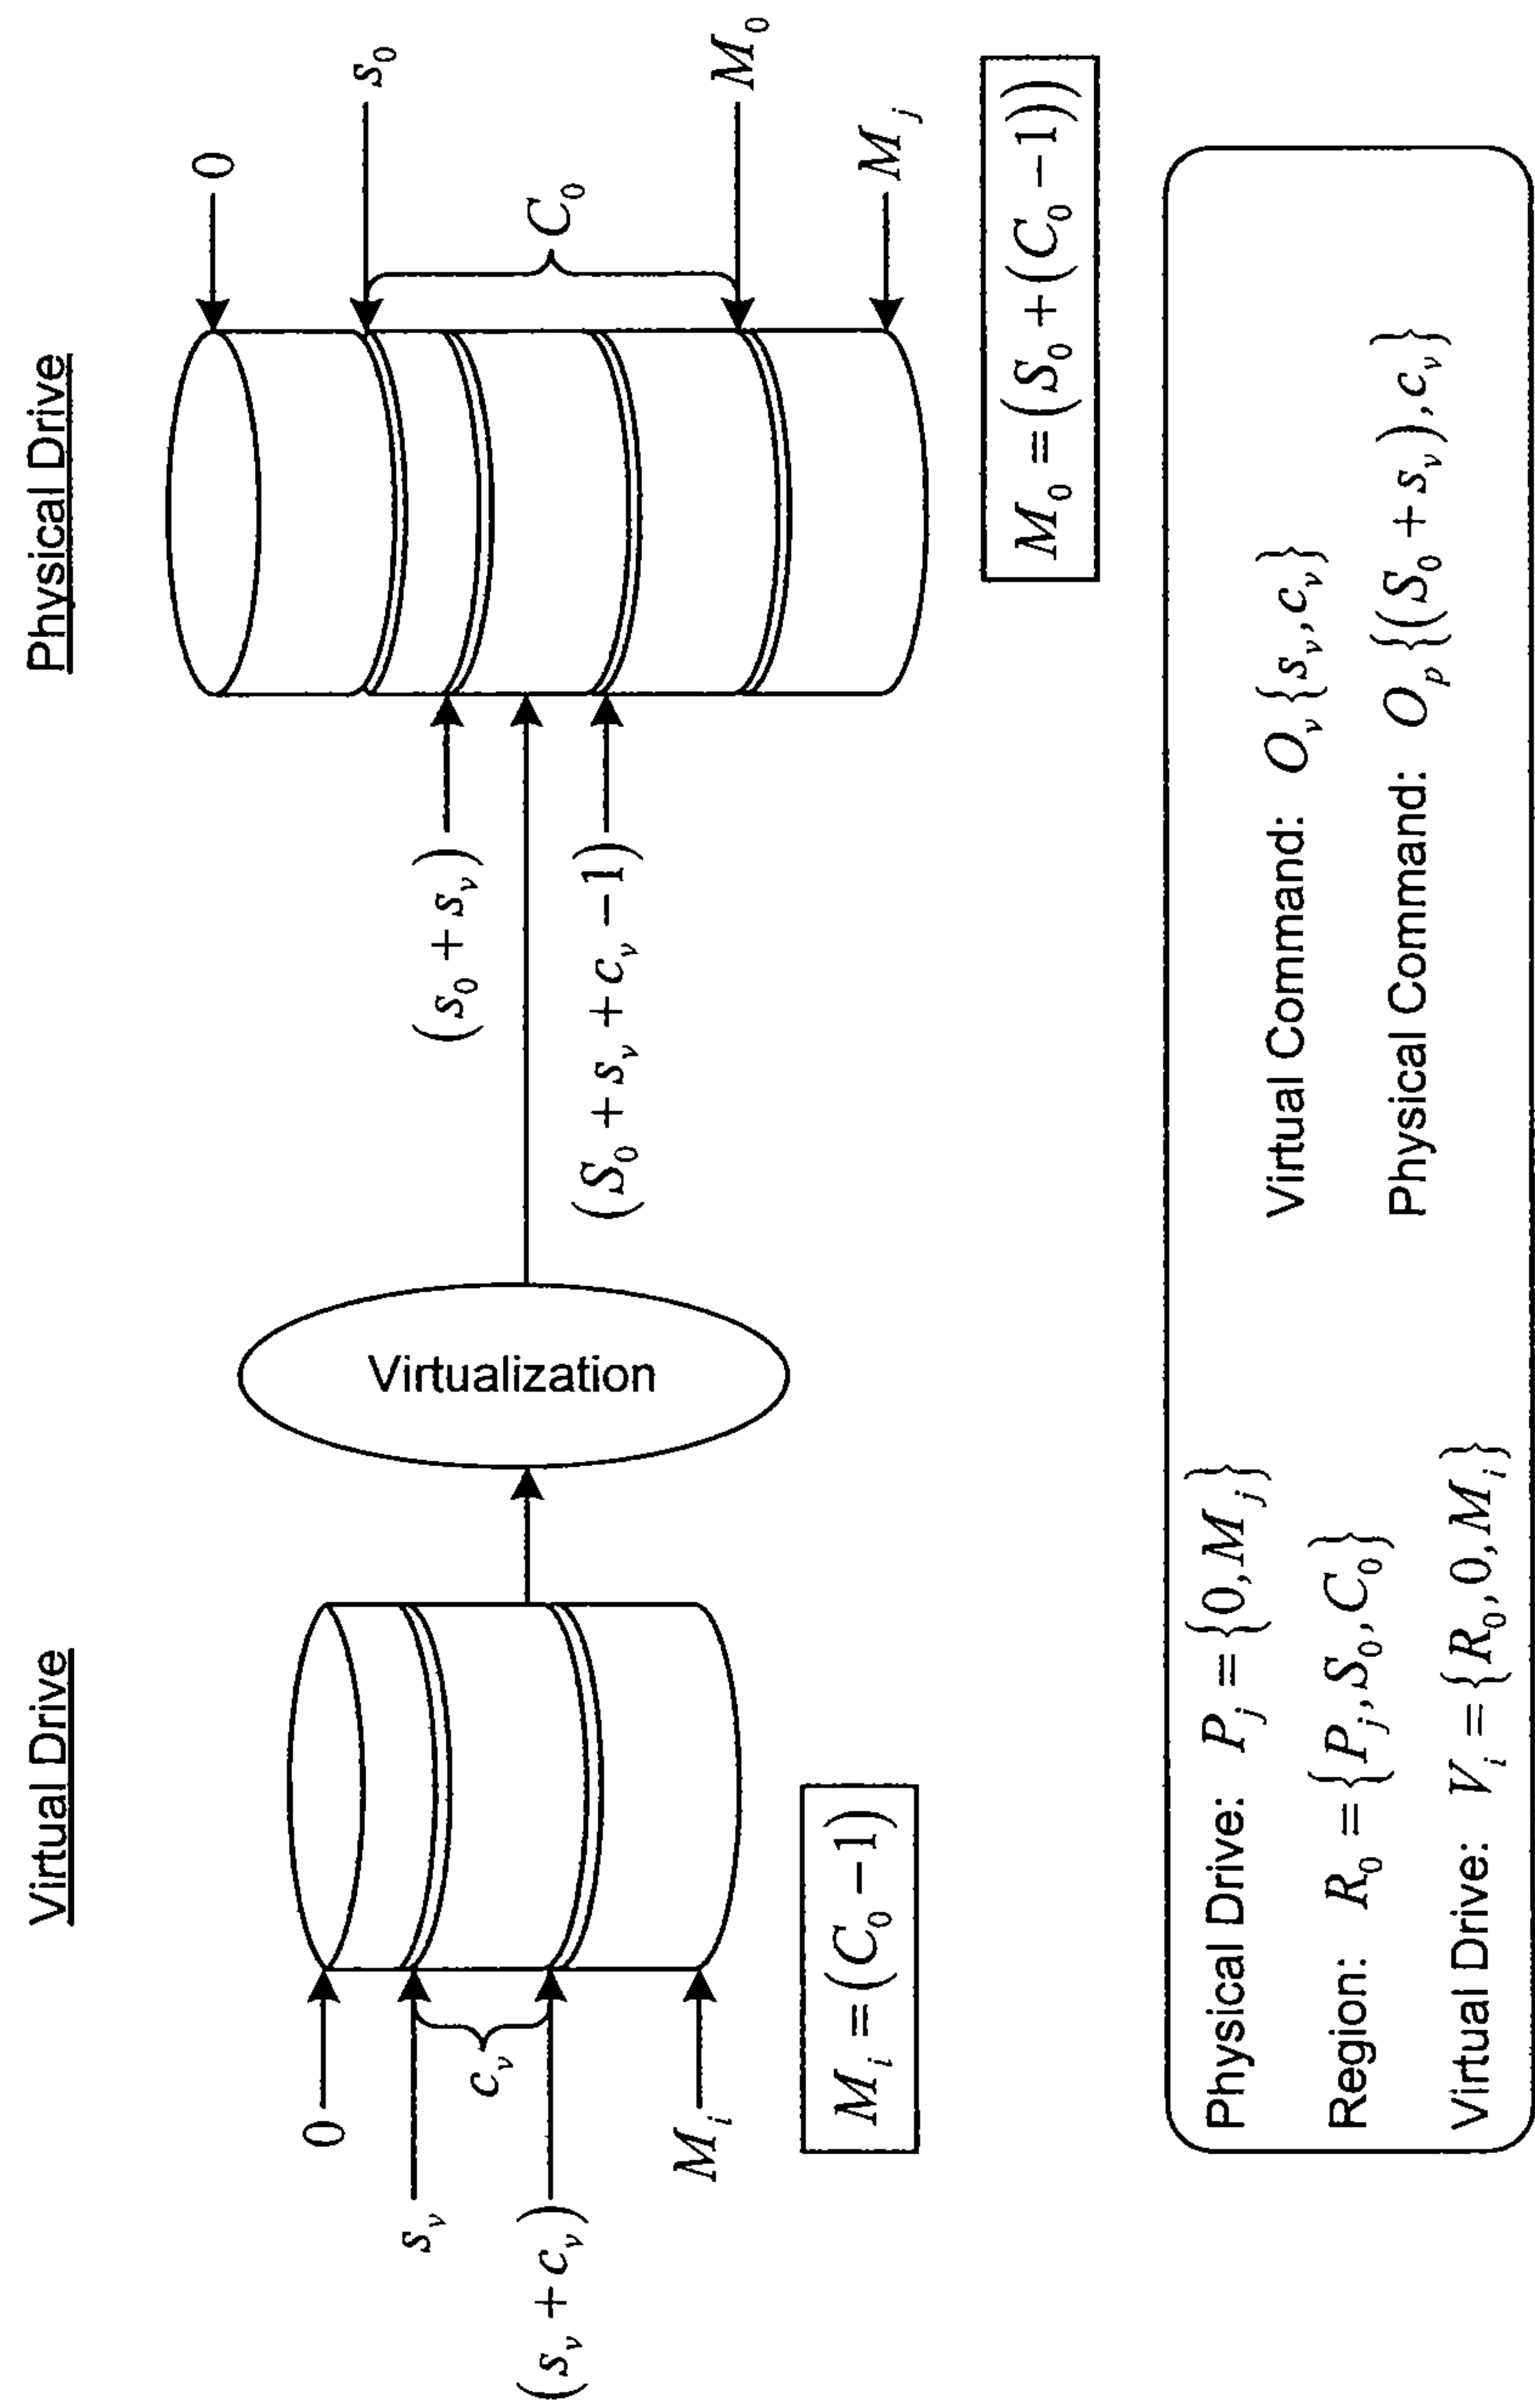 Virtual Drive
Physical Drive
0
s_v
c_v
(s_v + c_v)
M_i
M_i = (C_0 − 1)
Virtualization
(s_0 + s_v)
(S_0 + s_v + c_v − 1)
0
s_0
C_0
M_0
M_j
M_0 = (S_0 + (C_0 − 1))
Physical Drive: P_j = {0, M_j}
Region: R_0 = {P_j, S_0, C_0}
Virtual Drive: V_i = {R_0, 0, M_i}
Virtual Command: O_v {s_v, c_v}
Physical Command: O_p {(S_0 + s_v), c_v}